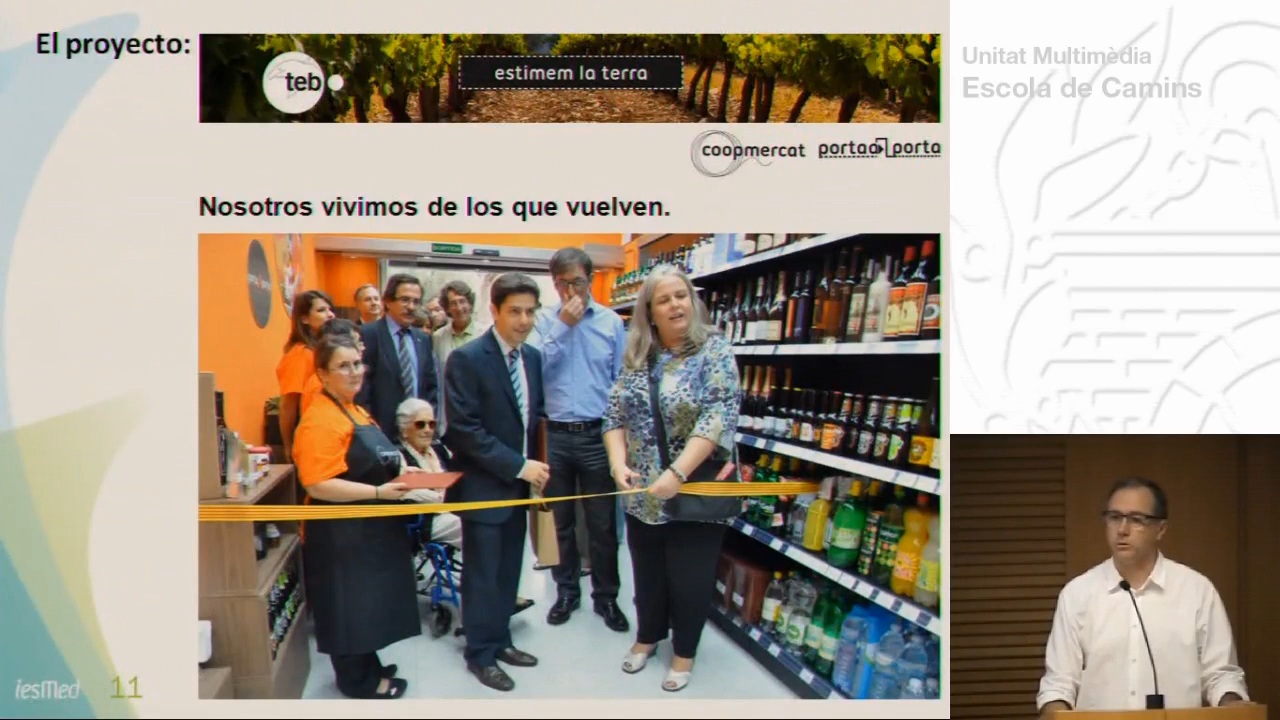 El proyecto:
teb
estimem la terra
coopmercat
portaaporta
Nosotros vivimos de los que vuelven.
iesMed
11
Unitat Multimèdia
Escola de Camins